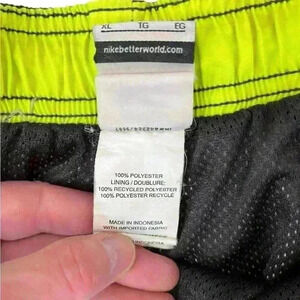 XL TG EG
nikebetterworld.com
100% POLYESTER
LINING / DOUBLURE:
100% RECYCLED POLYESTER
100% POLYESTER RECYCLE
MADE IN INDONESIA
WITH IMPORTED FABRIC